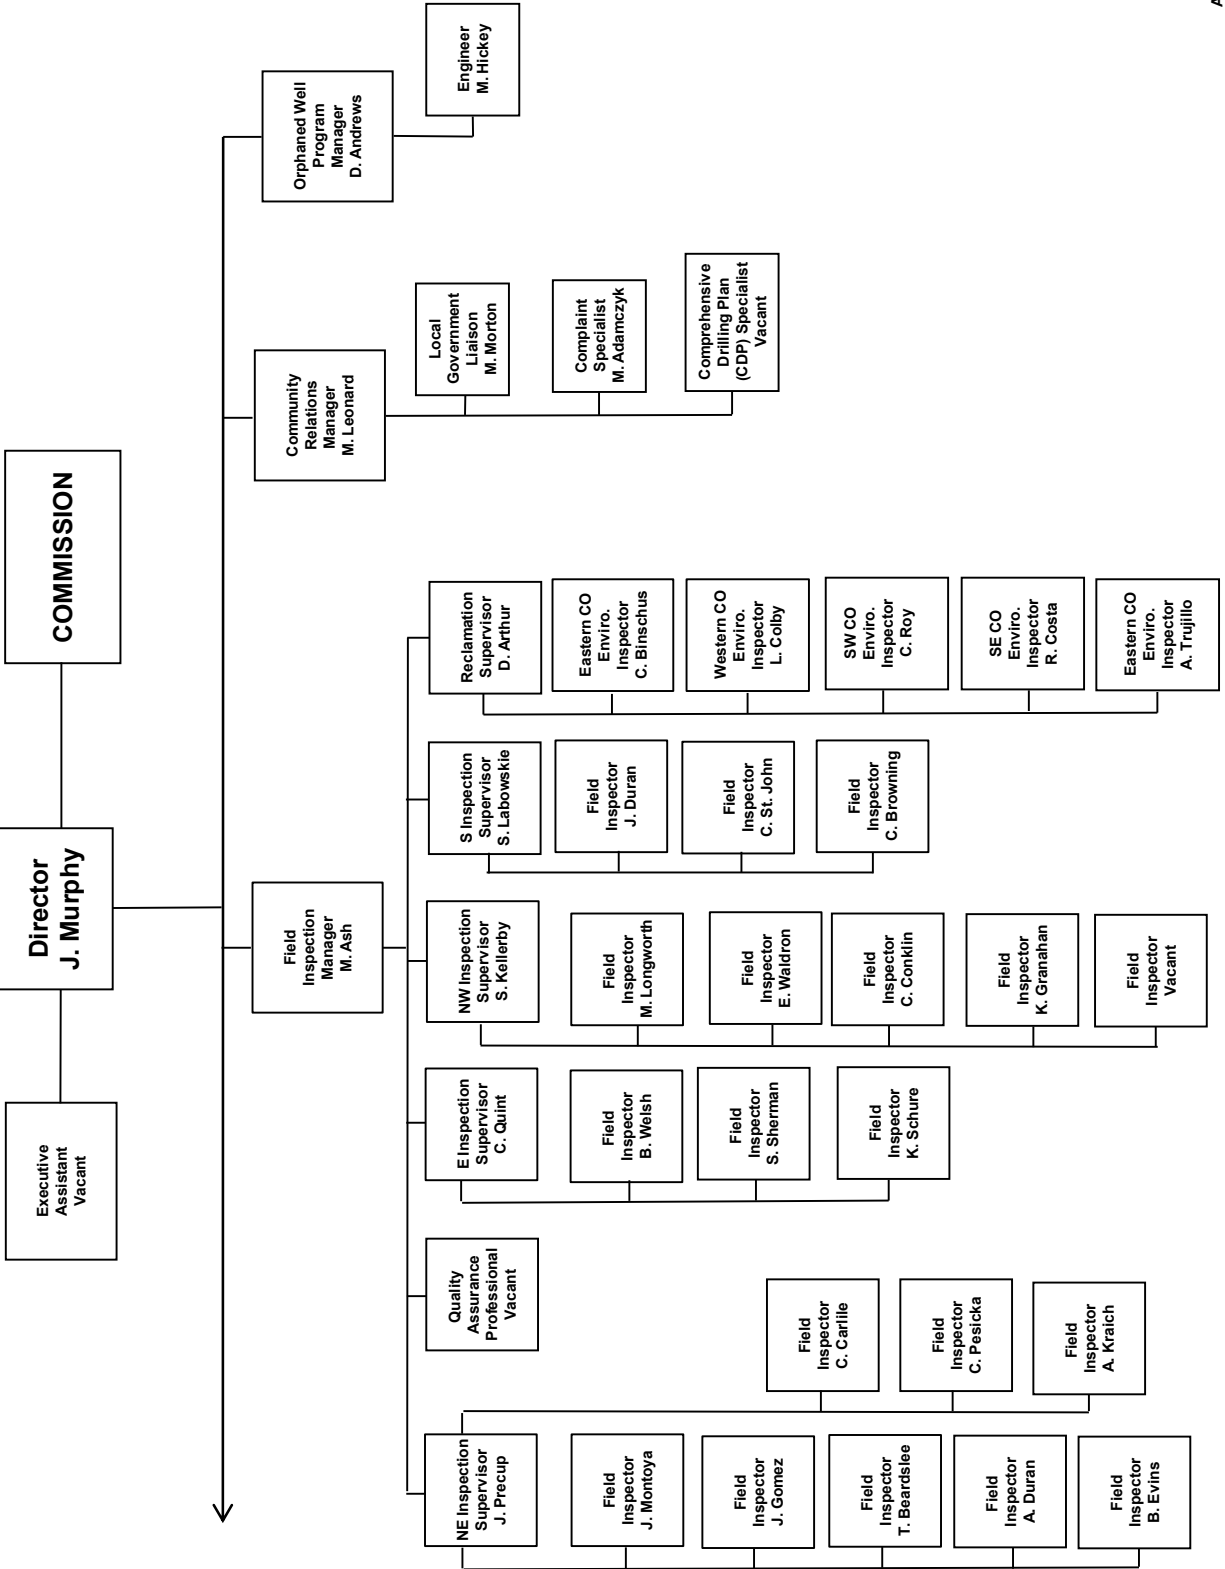 COMMISSION
Director
J. Murphy
Executive
Assistant
Vacant
Field
Inspection
Manager
M. Ash
Community
Relations
Manager
M. Leonard
Orphaned Well
Program
Manager
D. Andrews
NE Inspection
Supervisor
J. Precup
Field
Inspector
J. Montoya
Field
Inspector
J. Gomez
Field
Inspector
T. Beardslee
Field
Inspector
A. Duran
Field
Inspector
B. Evins
Field
Inspector
C. Carlile
Field
Inspector
C. Pesicka
Field
Inspector
A. Kraich
Quality
Assurance
Professional
Vacant
E Inspection
Supervisor
C. Quint
Field
Inspector
B. Welsh
Field
Inspector
S. Sherman
Field
Inspector
K. Schure
NW Inspection
Supervisor
S. Kellerby
Field
Inspector
M. Longworth
Field
Inspector
E. Waldron
Field
Inspector
C. Conklin
Field
Inspector
K. Granahan
Field
Inspector
Vacant
S Inspection
Supervisor
S. Labowskie
Field
Inspector
J. Duran
Field
Inspector
C. St. John
Field
Inspector
C. Browning
Reclamation
Supervisor
D. Arthur
Eastern CO
Enviro.
Inspector
C. Binschus
Western CO
Enviro.
Inspector
L. Colby
SW CO
Enviro.
Inspector
C. Roy
SE CO
Enviro.
Inspector
R. Costa
Eastern CO
Enviro.
Inspector
A. Trujillo
Local
Government
Liaison
M. Morton
Complaint
Specialist
M. Adamczyk
Comprehensive
Drilling Plan
(CDP) Specialist
Vacant
Engineer
M. Hickey